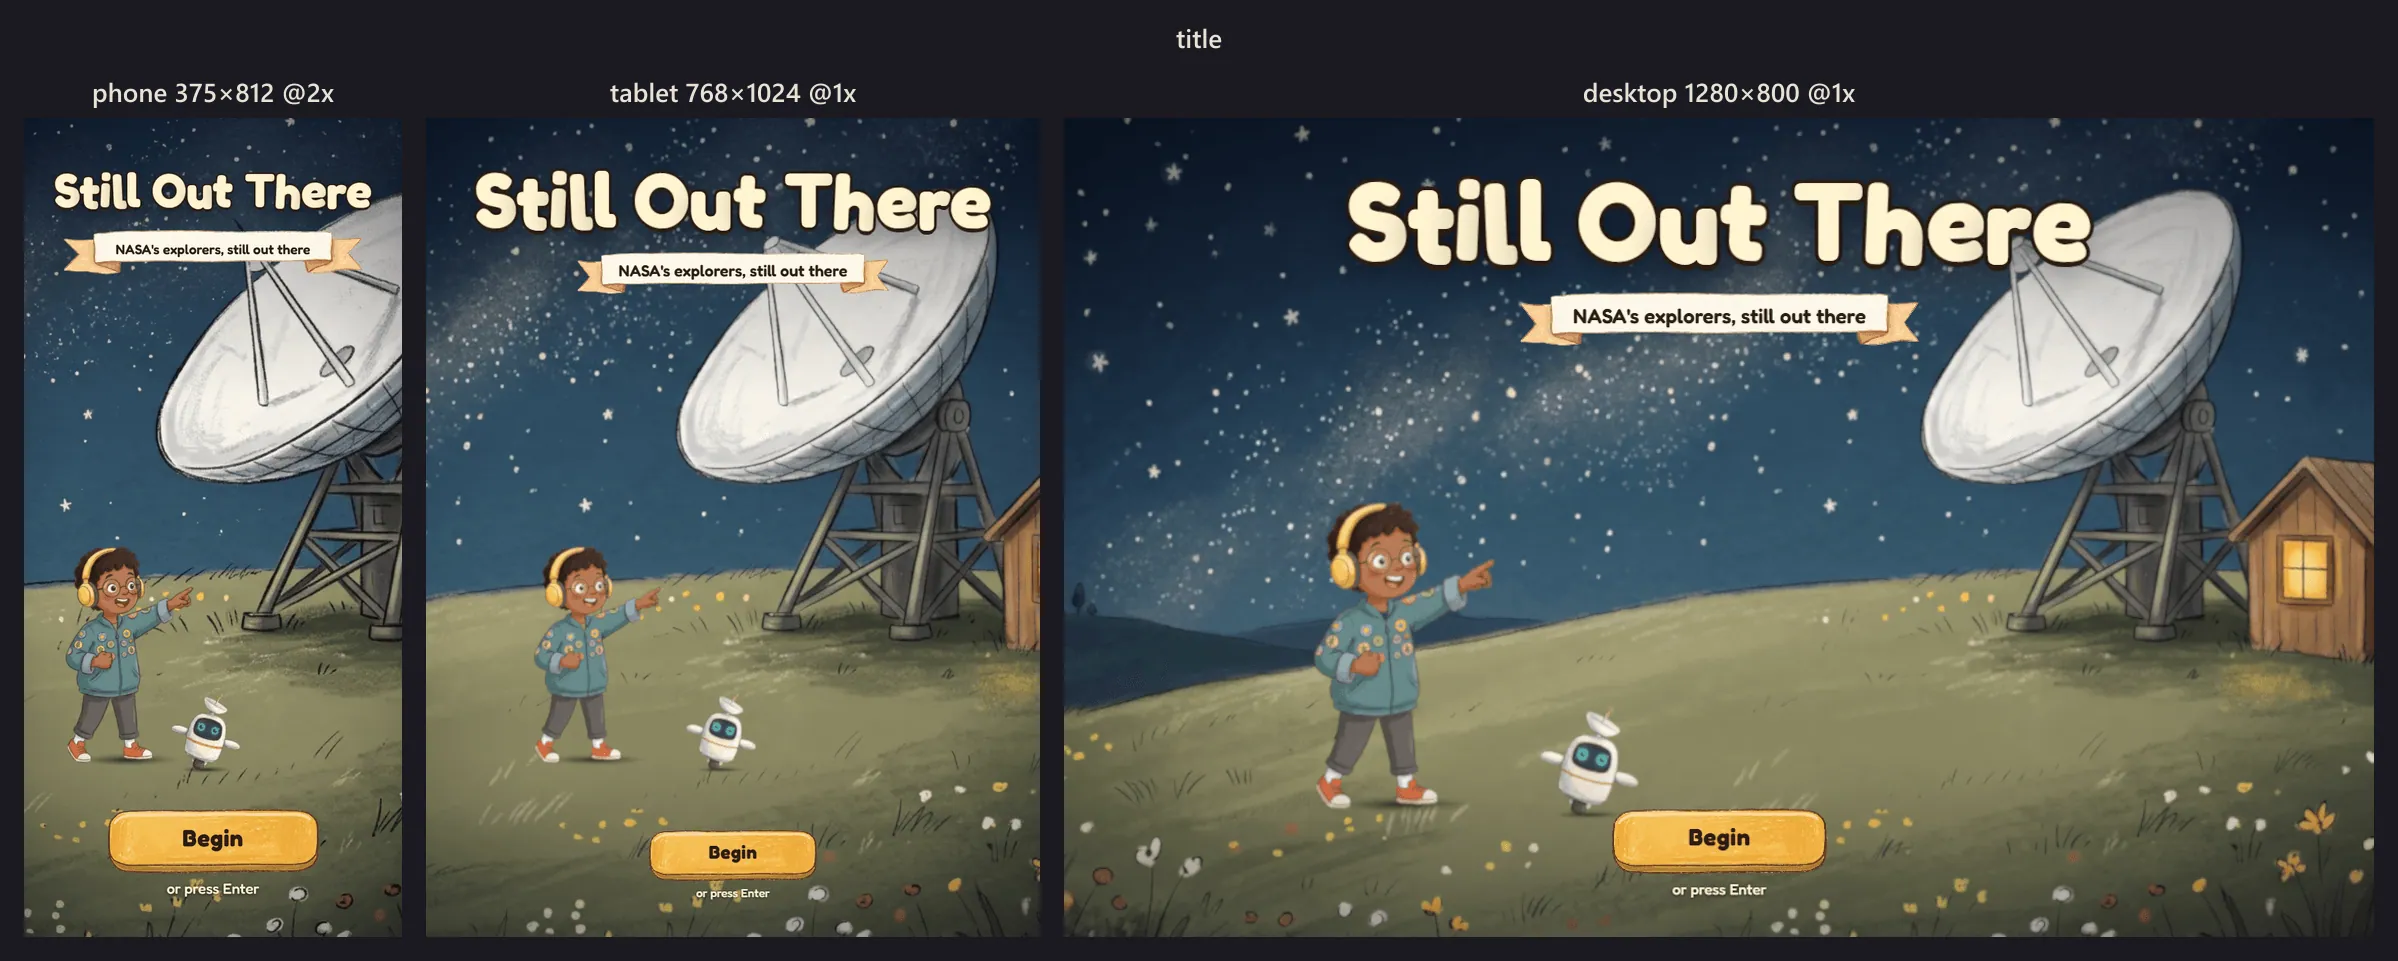 title
phone 375×812 @2x
Still Out There
NASA's explorers, still out there
Begin
or press Enter
tablet 768×1024 @1x
Still Out There
NASA's explorers, still out there
Begin
or press Enter
desktop 1280×800 @1x
Still Out There
NASA's explorers, still out there
Begin
or press Enter